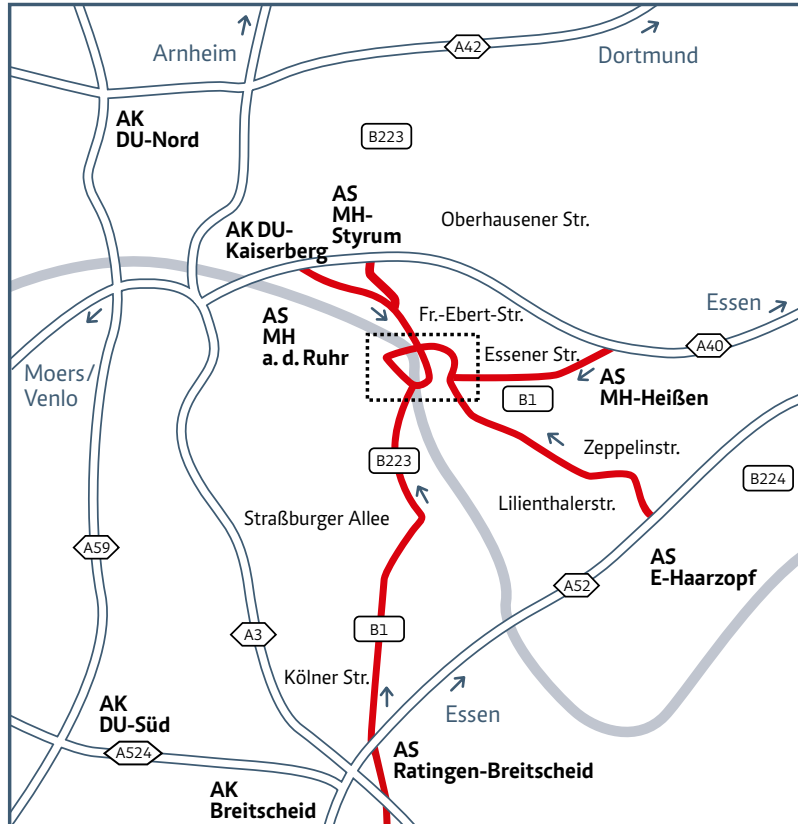 Arnheim
A42
Dortmund
AK
DU-Nord
B223
AS
MH-
Styrum
Oberhausener Str.
AK DU-
Kaiserberg
AS
MH
a. d. Ruhr
Fr.-Ebert-Str.
Essen
A40
Essener Str.
Moers/
Venlo
AS
MH-Heißen
B1
Zeppelinstr.
B223
B224
Lilienthalerstr.
Straßburger Allee
A59
AS
E-Haarzopf
A52
A3
B1
Kölner Str.
AK
DU-Süd
Essen
A524
AS
Ratingen-Breitscheid
AK
Breitscheid